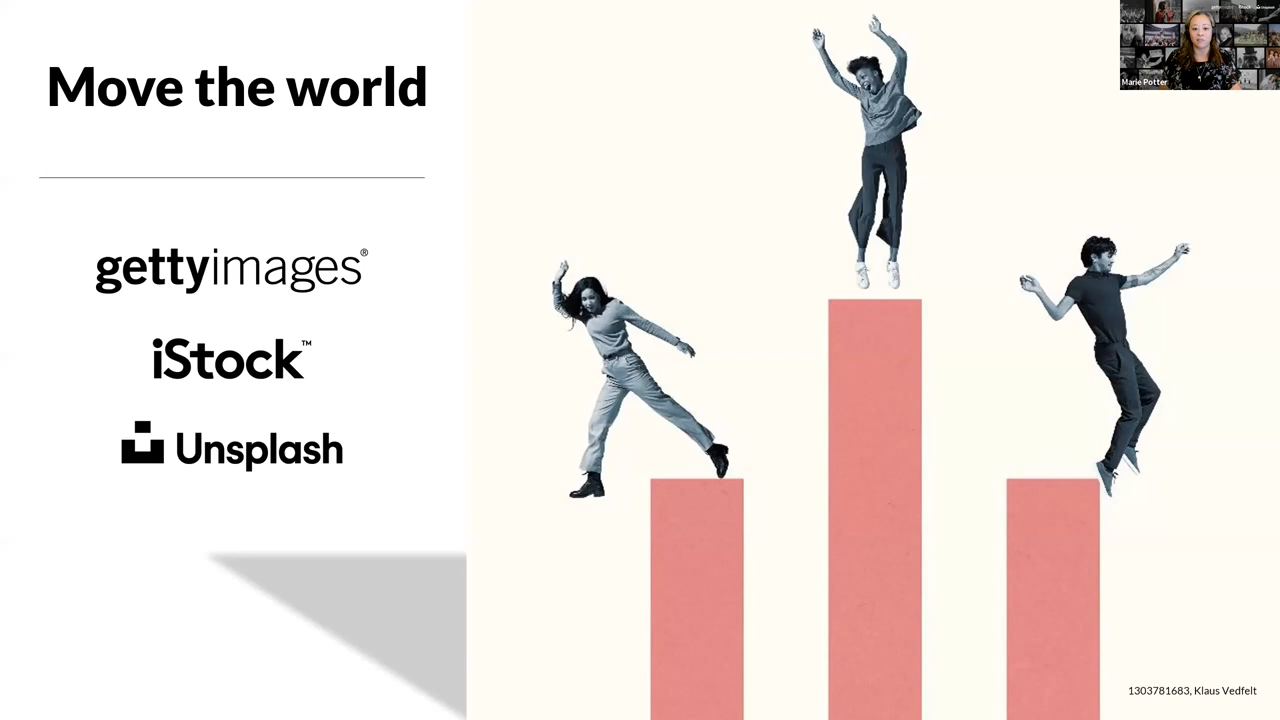 Move the world
gettyimages®
iStock™
Unsplash
Marie Potter
1303781683, Klaus Vedfelt